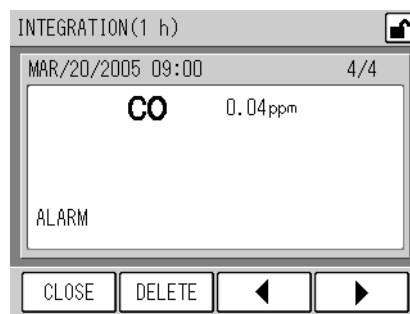 INTEGRATION(1 h)
MAR/20/2005 09:00 4/4
CO 0.04ppm
ALARM
CLOSE DELETE